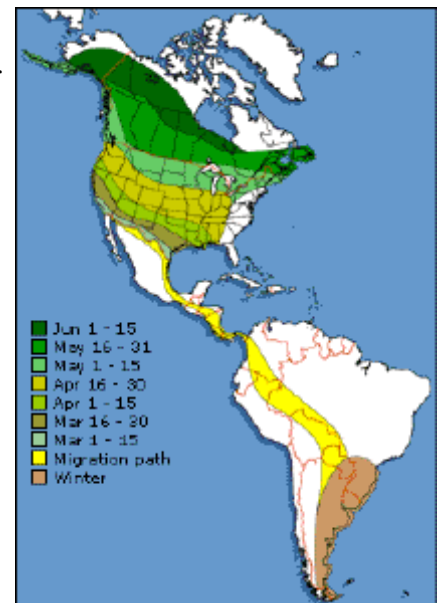 Jun 1 - 15
May 16 - 31
May 1 - 15
Apr 16 - 30
Apr 1 - 15
Mar 16 - 30
Mar 1 - 15
Migration path
Winter